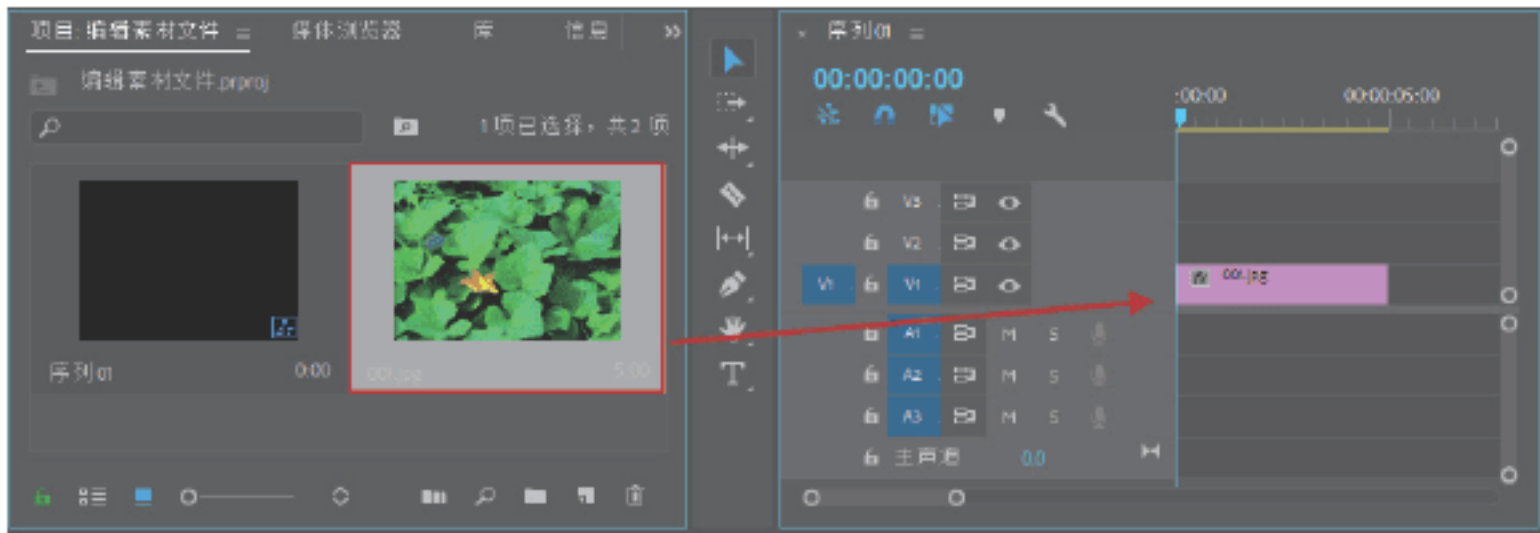 项目: 编辑素材文件
媒体浏览器
库
信息
编辑素材文件.prproj
1项已选择，共2项
序列01
0:00
001.jpg
5:00
T
序列01
00:00:00:00
:00:00
00:00:05:00
V3
V2
V1
V1
001.jpg
A1
M
S
A2
M
S
A3
M
S
主声道
0.0